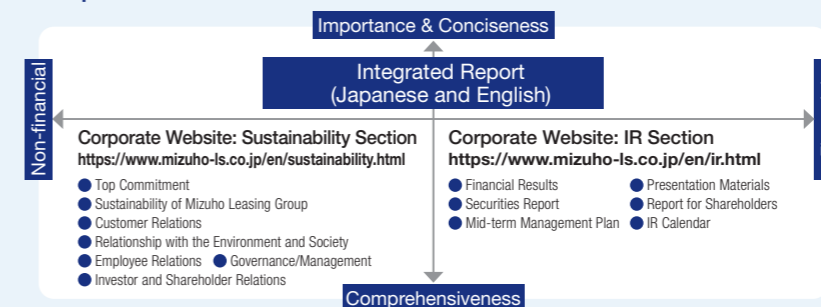 Importance & Conciseness
Integrated Report
(Japanese and English)
Non-financial
Corporate Website: Sustainability Section
https://www.mizuho-ls.co.jp/en/sustainability.html
Top Commitment
Sustainability of Mizuho Leasing Group
Customer Relations
Relationship with the Environment and Society
Employee Relations Governance/Management
Investor and Shareholder Relations
Corporate Website: IR Section
https://www.mizuho-ls.co.jp/en/ir.html
Financial Results Presentation Materials
Securities Report Report for Shareholders
Mid-term Management Plan IR Calendar
Comprehensiveness